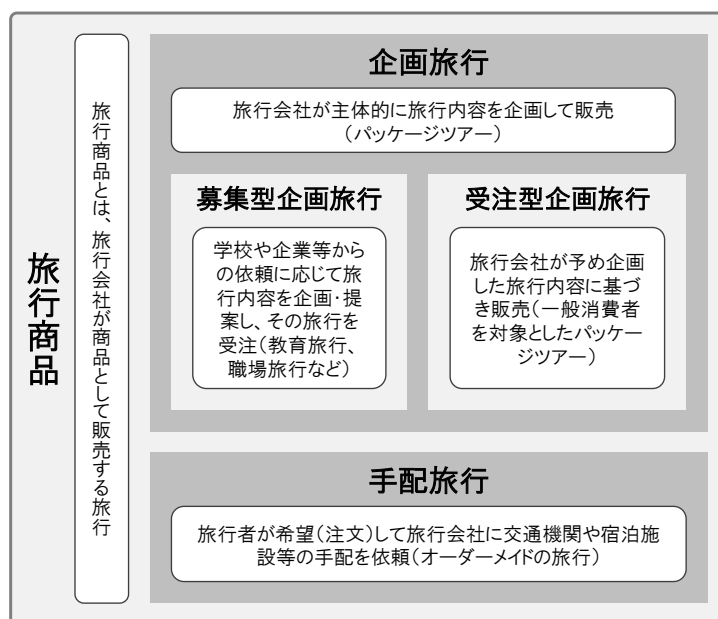 旅行商品
旅行商品とは、旅行会社が商品として販売する旅行
企画旅行
旅行会社が主体的に旅行内容を企画して販売
（パッケージツアー）
募集型企画旅行
学校や企業等から
の依頼に応じて旅
行内容を企画・提
案し、その旅行を
受注（教育旅行、
職場旅行など）
受注型企画旅行
旅行会社が予め企画
した旅行内容に基づ
き販売（一般消費者
を対象としたパッケー
ジツアー）
手配旅行
旅行者が希望（注文）して旅行会社に交通機関や宿泊施
設等の手配を依頼（オーダーメイドの旅行）